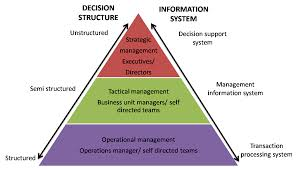 DECISION
STRUCTURE
INFORMATION
SYSTEM
Unstructured
Decision support
system
Strategic
management
Executives/
Directors
Semi structured
Tactical management
Business unit managers/ self
directed teams
Management
information system
Operational management
Operations manager/ self directed teams
Structured
Transaction
processing system